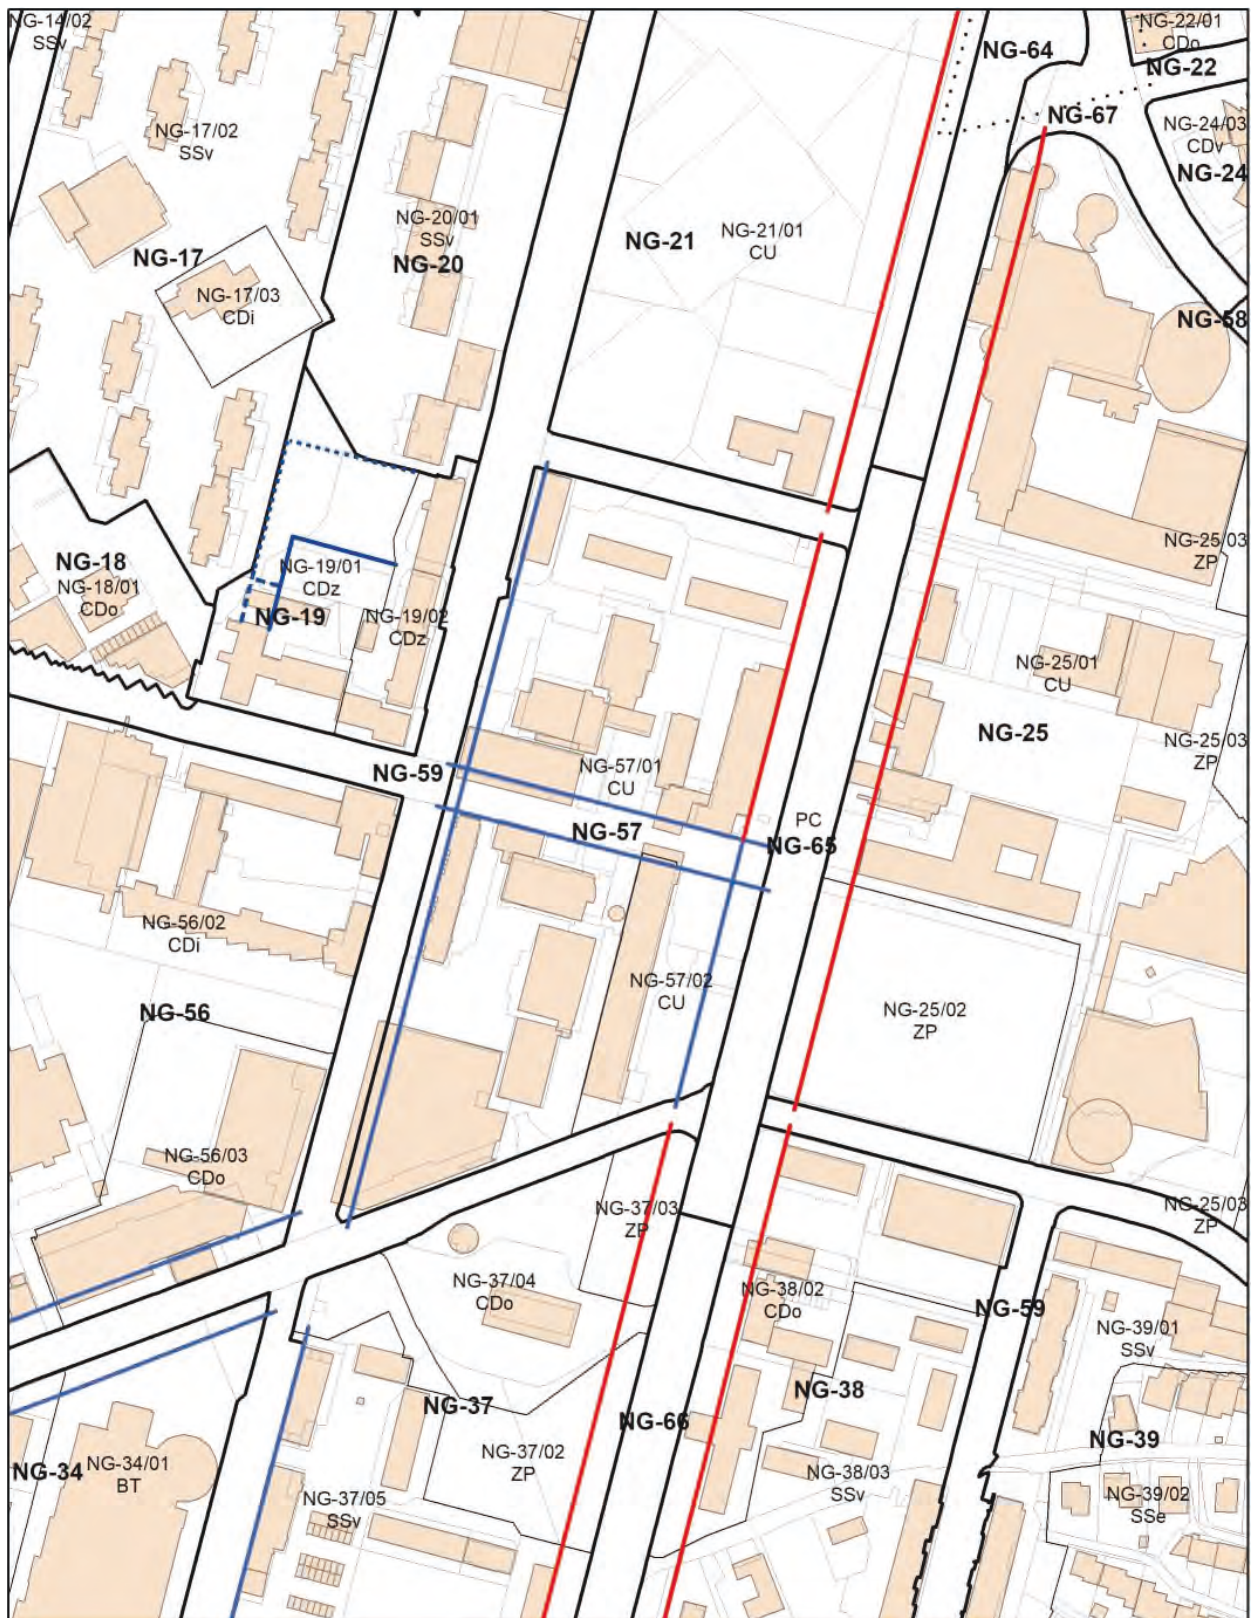 NG-14/02
SSv
NG-22/01
CDo
NG-64
NG-22
NG-67
NG-17/02
SSv
NG-24/03
CDv
NG-24
NG-20/01
SSv
NG-20
NG-21
NG-21/01
CU
NG-17
NG-17/03
CDi
NG-58
NG-25/03
ZP
NG-18
NG-18/01
CDo
NG-19/01
CDz
NG-19
NG-19/02
CDz
NG-25/01
CU
NG-25
NG-25/03
ZP
NG-59
NG-57/01
CU
NG-57
PC
NG-65
NG-56/02
CDi
NG-57/02
CU
NG-56
NG-25/02
ZP
NG-56/03
CDo
NG-37/03
ZP
NG-25/03
ZP
NG-37/04
CDo
NG-38/02
CDo
NG-59
NG-39/01
SSv
NG-37
NG-38
NG-66
NG-39
NG-34
NG-34/01
BT
NG-37/02
ZP
NG-38/03
SSv
NG-37/05
SSv
NG-39/02
SSe